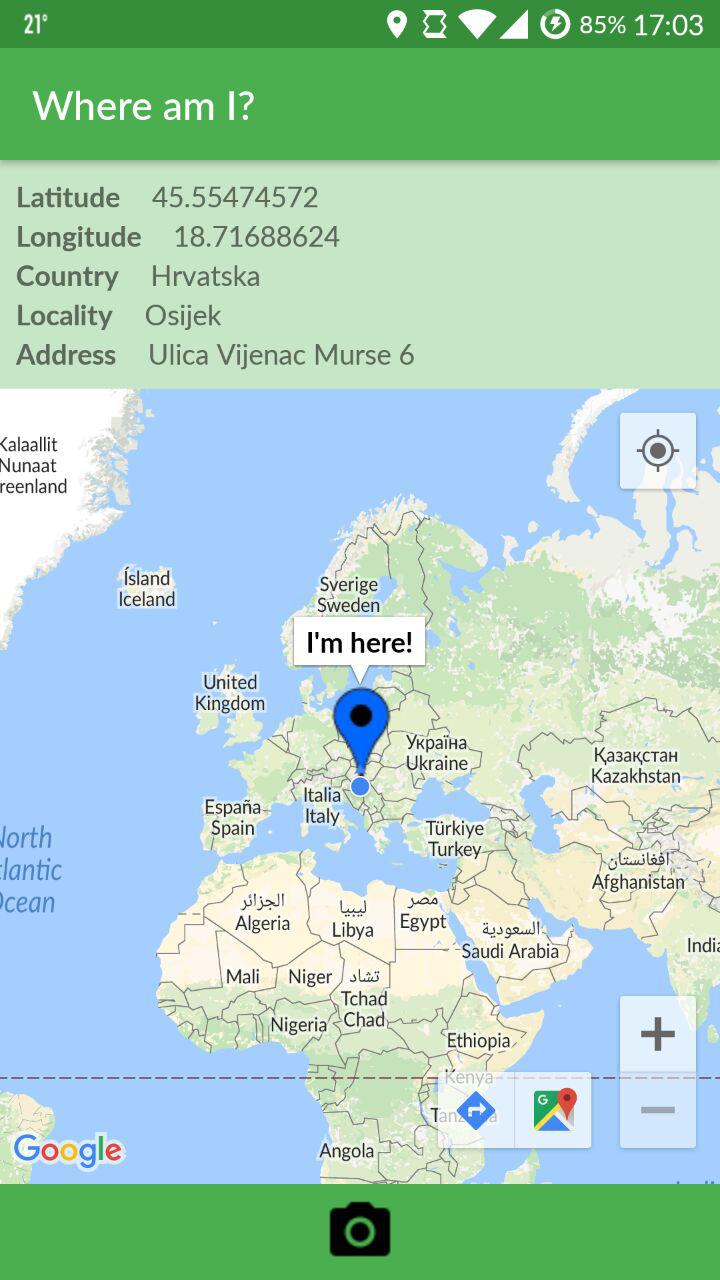 21°
85% 17:03
Where am I?
Latitude 45.55474572
Longitude 18.71688624
Country Hrvatska
Locality Osijek
Address Ulica Vijenac Murse 6
Kalaallit
Nunaat
reenland
Ísland
Iceland
Sverige
Sweden
I'm here!
United
Kingdom
Україна
Ukraine
Қазақстан
Kazakhstan
Italia
Italy
España
Spain
Türkiye
Turkey
North
tlantic
Ocean
افغانستان
Afghanistan
الجزائر
Algeria
ليبيا
Libya
مصر
Egypt
السعودية
Saudi Arabia
India
Mali
Niger
تشاد
Tchad
Chad
Nigeria
Ethiopia
Kenya
G
Angola
Google